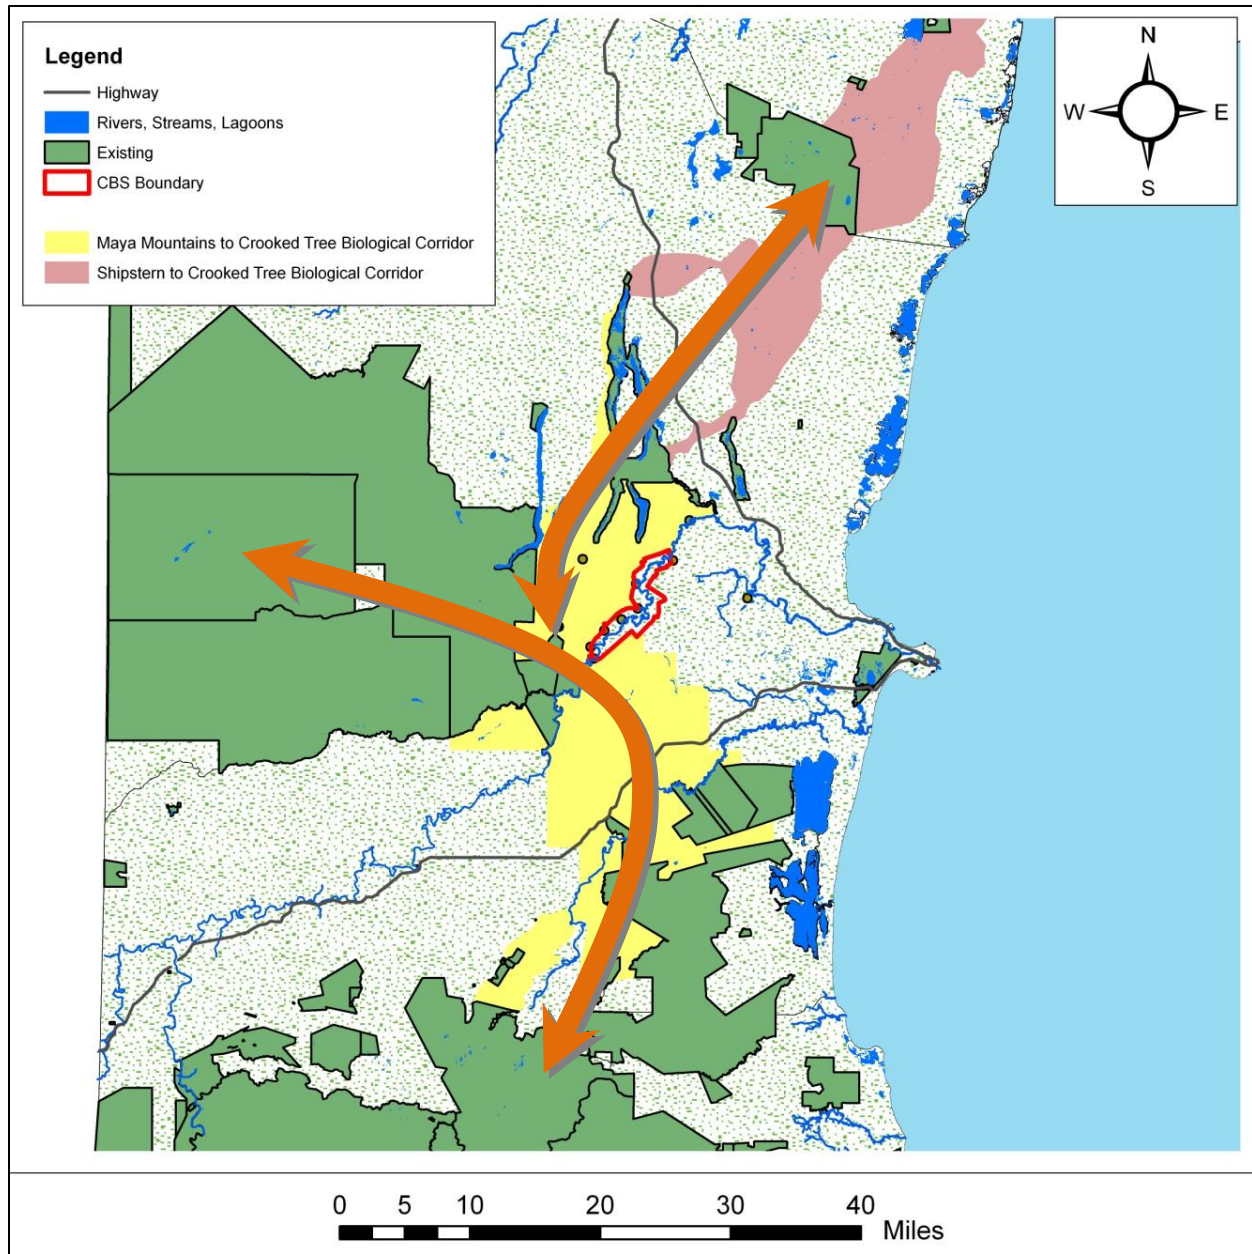 Legend
Highway
Rivers, Streams, Lagoons
Existing
CBS Boundary
Maya Mountains to Crooked Tree Biological Corridor
Shipstern to Crooked Tree Biological Corridor
N
W E
S
0 5 10 20 30 40
Miles